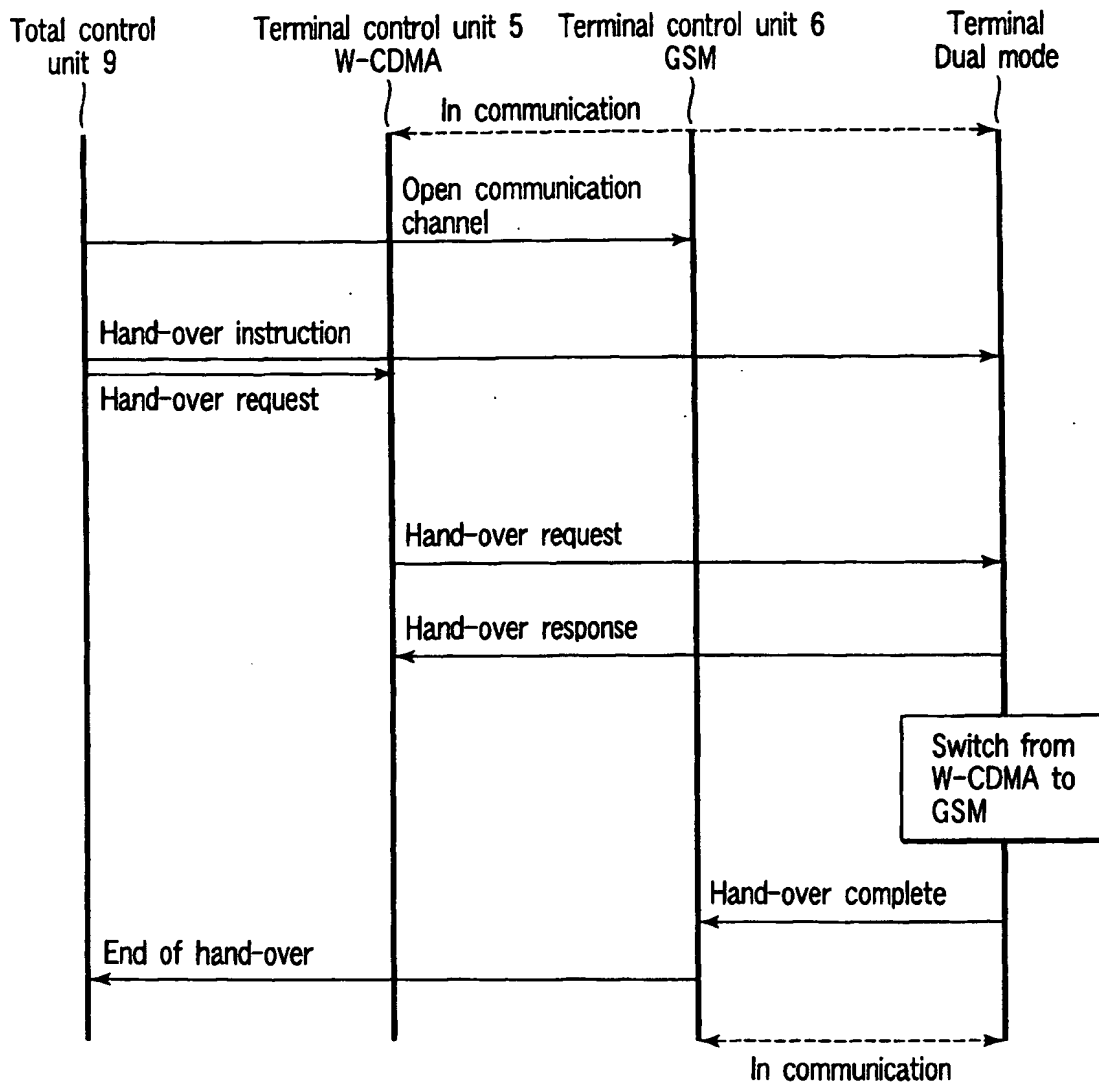 Total control
unit 9
Terminal control unit 5
W-CDMA
Terminal control unit 6
GSM
Terminal
Dual mode
In communication
Open communication
channel
Hand-over instruction
Hand-over request
Hand-over request
Hand-over response
Switch from
W-CDMA to
GSM
Hand-over complete
End of hand-over
In communication